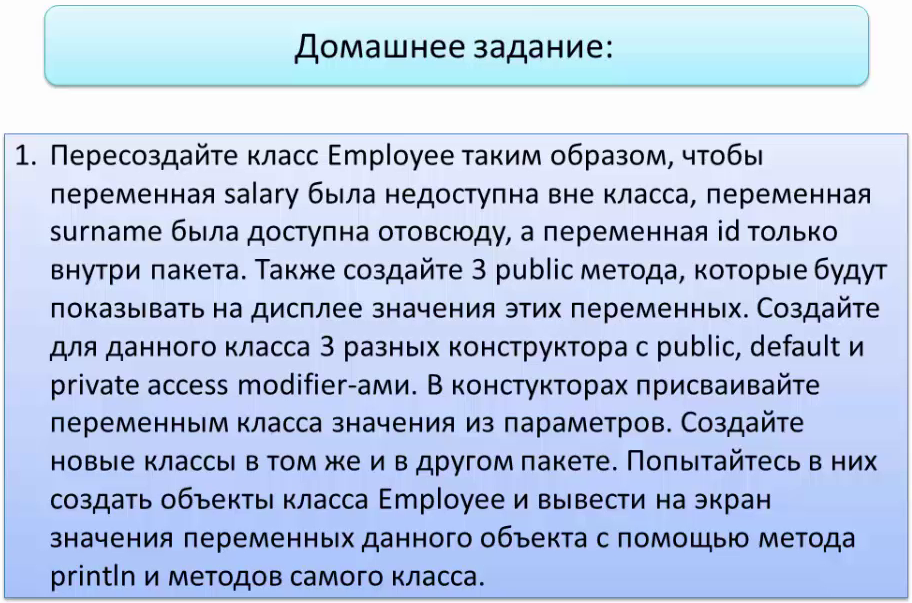 Домашнее задание:
1. Пересоздайте класс Employee таким образом, чтобы
переменная salary была недоступна вне класса, переменная
surname была доступна отовсюду, а переменная id только
внутри пакета. Также создайте 3 public метода, которые будут
показывать на дисплее значения этих переменных. Создайте
для данного класса 3 разных конструктора с public, default и
private access modifier-ами. В констукторах присваивайте
переменным класса значения из параметров. Создайте
новые классы в том же и в другом пакете. Попытайтесь в них
создать объекты класса Employee и вывести на экран
значения переменных данного объекта с помощью метода
println и методов самого класса.